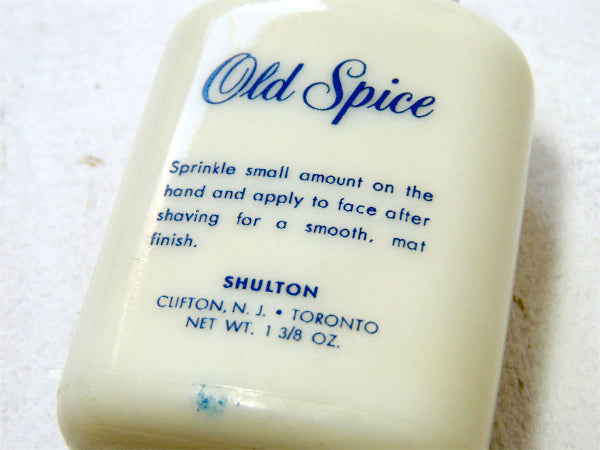 Old Spice
Sprinkle small amount on the
hand and apply to face after
shaving for a smooth, mat
finish.
SHULTON
CLIFTON, N. J. • TORONTO
NET WT. 1 3/8 OZ.